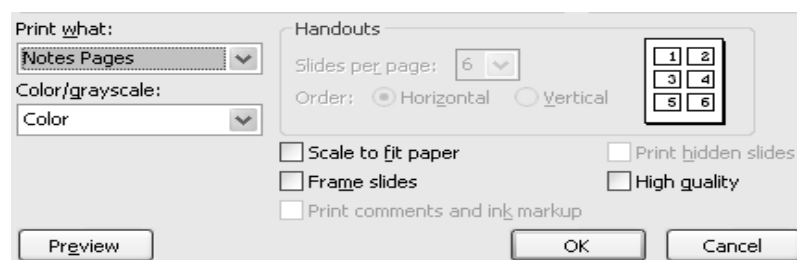 Print what:
Notes Pages
Color/grayscale:
Color
Handouts
Slides per page: 6
Order: Horizontal Vertical
1 2
3 4
5 6
Scale to fit paper
Print hidden slides
Frame slides
High quality
Print comments and ink markup
Preview
OK
Cancel